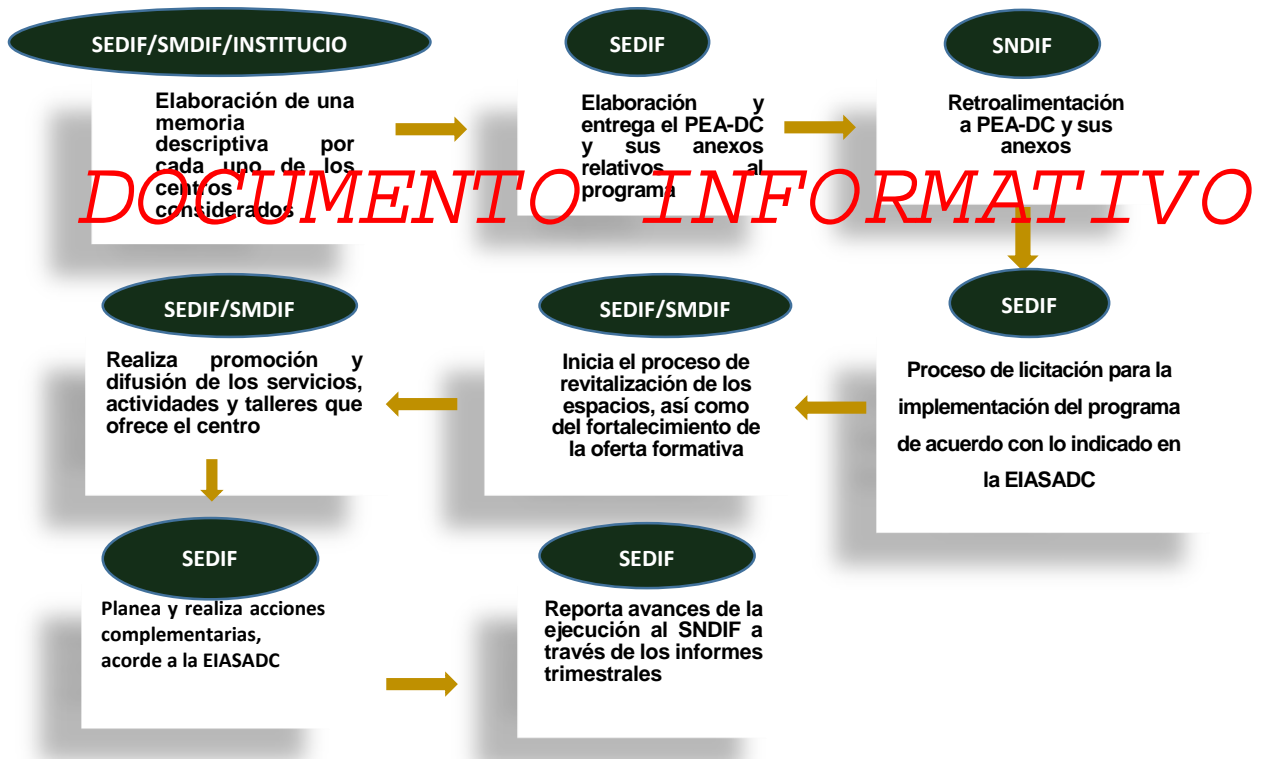 SEDIF/SMDIF/INSTITUCIO
Elaboración de una
memoria
descriptiva por
cada uno de los
centros
considerados
SEDIF
Elaboración y
entrega el PEA-DC
y sus anexos
relativos al
programa
SNDIF
Retroalimentación
a PEA-DC y sus
anexos
DOCUMENTO INFORMATIVO
SEDIF
Proceso de licitación para la
implementación del programa
de acuerdo con lo indicado en
la EIASADC
SEDIF/SMDIF
Inicia el proceso de
revitalización de los
espacios, así como
del fortalecimiento de
la oferta formativa
SEDIF/SMDIF
Realiza promoción y
difusión de los servicios,
actividades y talleres que
ofrece el centro
SEDIF
Planea y realiza acciones
complementarias,
acorde a la EIASADC
SEDIF
Reporta avances de la
ejecución al SNDIF a
través de los informes
trimestrales